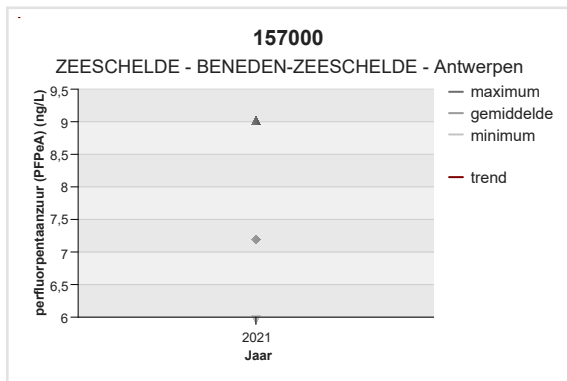 157000
ZEESCHELDE - BENEDEN-ZEESCHELDE - Antwerpen
perfluorpentaanzuur (PFPeA) (ng/L)
9,5
9
8,5
8
7,5
7
6,5
6
2021
Jaar
maximum
gemiddelde
minimum
trend